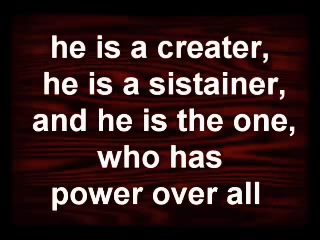 he is a creater,
he is a sistainer,
and he is the one,
who has
power over all